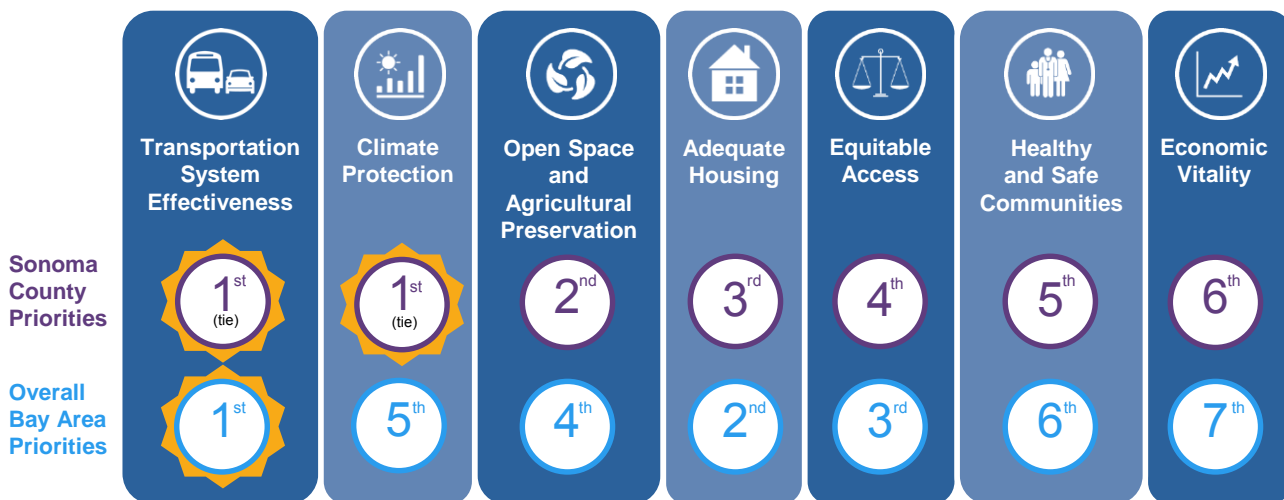 Transportation
System
Effectiveness
Climate
Protection
Open Space
and
Agricultural
Preservation
Adequate
Housing
Equitable
Access
Healthy
and Safe
Communities
Economic
Vitality
Sonoma
County
Priorities
1st
(tie)
1st
(tie)
2nd
3rd
4th
5th
6th
Overall
Bay Area
Priorities
1st
5th
4th
2nd
3rd
6th
7th